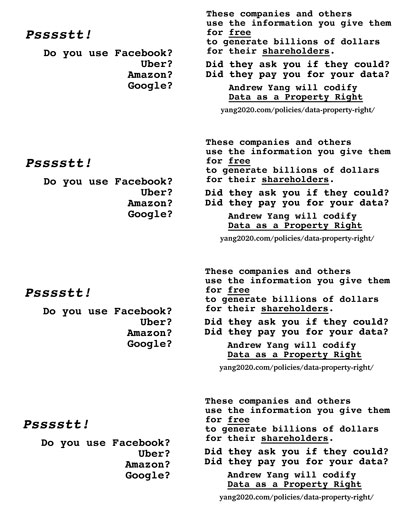 Psssstt!
Do you use Facebook?
Uber?
Amazon?
Google?
These companies and others
use the information you give them
for free
to generate billions of dollars
for their shareholders.
Did they ask you if they could?
Did they pay you for your data?
Andrew Yang will codify
Data as a Property Right
yang2020.com/policies/data-property-right/
Psssstt!
Do you use Facebook?
Uber?
Amazon?
Google?
These companies and others
use the information you give them
for free
to generate billions of dollars
for their shareholders.
Did they ask you if they could?
Did they pay you for your data?
Andrew Yang will codify
Data as a Property Right
yang2020.com/policies/data-property-right/
Psssstt!
Do you use Facebook?
Uber?
Amazon?
Google?
These companies and others
use the information you give them
for free
to generate billions of dollars
for their shareholders.
Did they ask you if they could?
Did they pay you for your data?
Andrew Yang will codify
Data as a Property Right
yang2020.com/policies/data-property-right/
Psssstt!
Do you use Facebook?
Uber?
Amazon?
Google?
These companies and others
use the information you give them
for free
to generate billions of dollars
for their shareholders.
Did they ask you if they could?
Did they pay you for your data?
Andrew Yang will codify
Data as a Property Right
yang2020.com/policies/data-property-right/